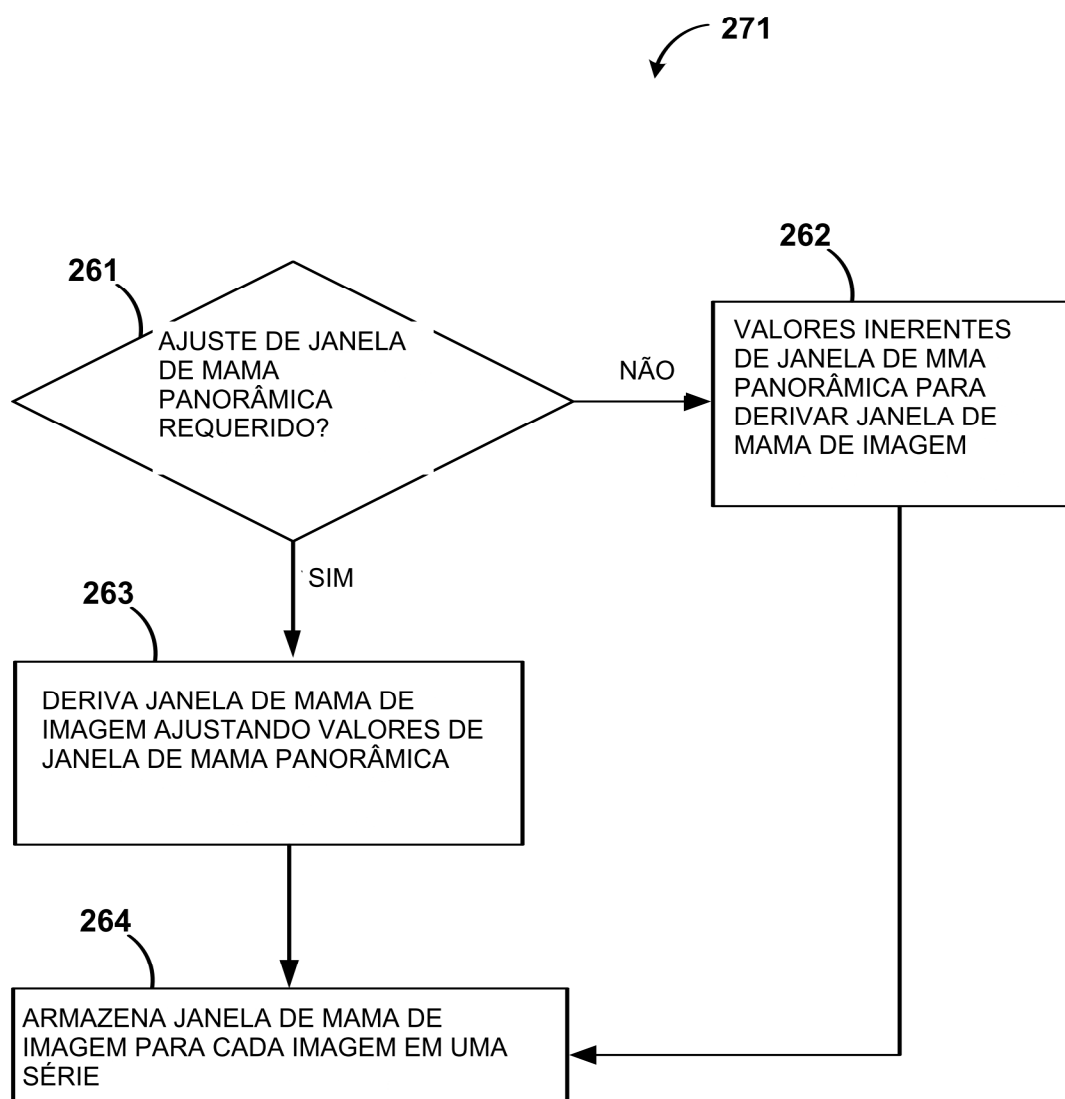 271
261
AJUSTE DE JANELA
DE MAMA
PANORÂMICA
REQUERIDO?
NÃO
262
VALORES INERENTES
DE JANELA DE MMA
PANORÂMICA PARA
DERIVAR JANELA DE
MAMA DE IMAGEM
SIM
263
DERIVA JANELA DE MAMA DE
IMAGEM AJUSTANDO VALORES DE
JANELA DE MAMA PANORÂMICA
264
ARMAZENA JANELA DE MAMA DE
IMAGEM PARA CADA IMAGEM EM UMA
SÉRIE